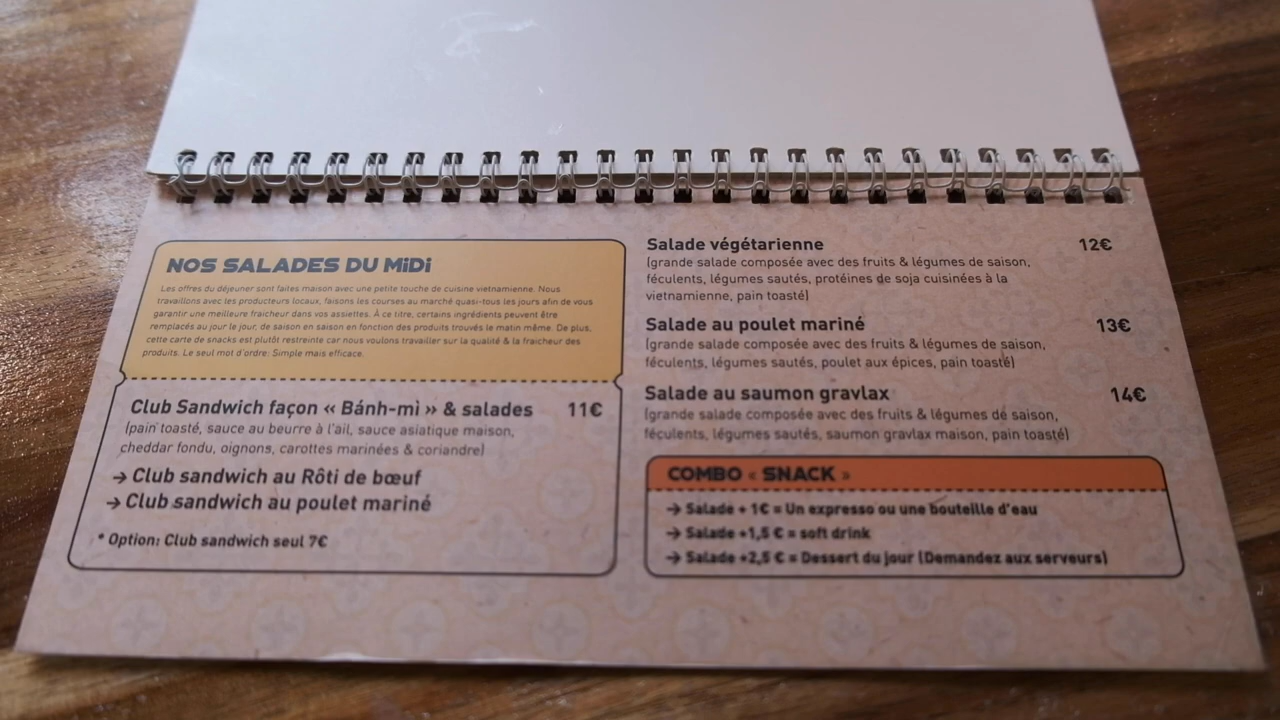 NOS SALADES DU MiDi
Les offres du déjeuner sont faites maison avec une petite touche de cuisine vietnamienne. Nous
travaillons avec les producteurs locaux, faisons les courses au marché quasi-tous les jours afin de vous
garantir une meilleure fraicheur dans vos assiettes. À ce titre, certains ingrédients peuvent être
remplacés au jour le jour, de saison en saison en fonction des produits trouvés le matin même. De plus,
cette carte de snacks est plutôt restreinte car nous voulons travailler sur la qualité & la fraicheur des
produits. Le seul mot d'ordre: Simple mais efficace.
Club Sandwich façon « Bánh-mì » & salades 11€
(pain toasté, sauce au beurre à l'ail, sauce asiatique maison,
cheddar fondu, oignons, carottes marinées & coriandre)
→ Club sandwich au Rôti de bœuf
→ Club sandwich au poulet mariné
* Option: Club sandwich seul 7€
Salade végétarienne 12€
(grande salade composée avec des fruits & légumes de saison,
féculents, légumes sautés, protéines de soja cuisinées à la
vietnamienne, pain toasté)
Salade au poulet mariné 13€
(grande salade composée avec des fruits & légumes de saison,
féculents, légumes sautés, poulet aux épices, pain toasté)
Salade au saumon gravlax 14€
(grande salade composée avec des fruits & légumes de saison,
féculents, légumes sautés, saumon gravlax maison, pain toasté)
COMBO « SNACK »
→ Salade + 1€ = Un expresso ou une bouteille d'eau
→ Salade +1,5 € = soft drink
→ Salade +2,5 € = Dessert du jour (Demandez aux serveurs)